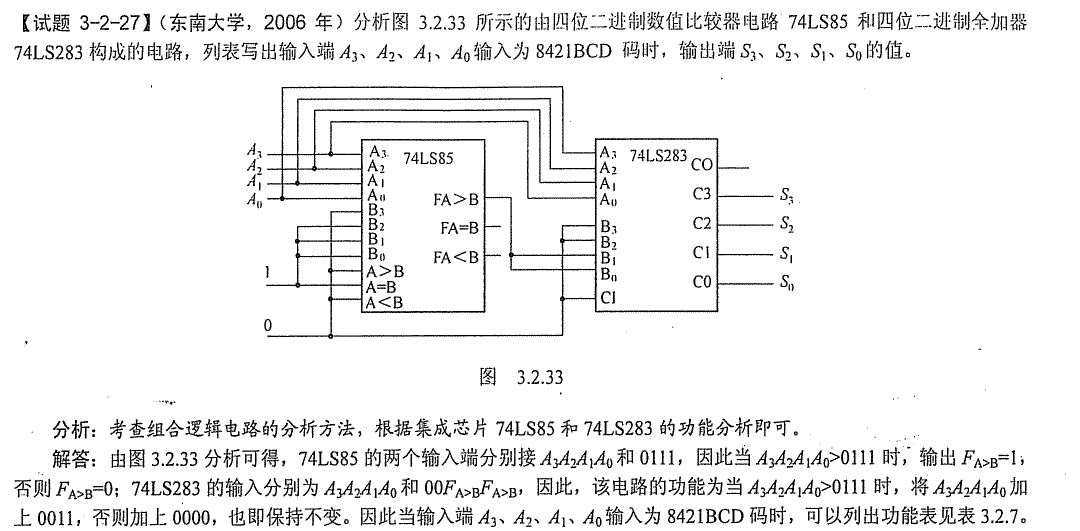 【试题 3-2-27】(东南大学，2006 年）分析图 3.2.33 所示的由四位二进制数值比较器电路 74LS85 和四位二进制全加器
74LS283 构成的电路，列表写出输入端 A₃、A₂、A₁、A₀ 输入为 8421BCD 码时，输出端 S₃、S₂、S₁、S₀ 的值。
A₃
A₂
A₁
A₀
1
0
74LS85
A₃
A₂
A₁
A₀
B₃
B₂
B₁
B₀
A>B
A=B
A<B
FA>B
FA=B
FA<B
74LS283
A₃
A₂
A₁
A₀
B₃
B₂
B₁
B₀
CI
CO
C3
C2
C1
C0
S₃
S₂
S₁
S₀
图 3.2.33
分析：考查组合逻辑电路的分析方法，根据集成芯片 74LS85 和 74LS283 的功能分析即可。
解答：由图 3.2.33 分析可得，74LS85 的两个输入端分别接 A₃A₂A₁A₀ 和 0111，因此当 A₃A₂A₁A₀>0111 时，输出 F_A>B=1，
否则 F_A>B=0；74LS283 的输入分别为 A₃A₂A₁A₀ 和 00F_A>BF_A>B，因此，该电路的功能为当 A₃A₂A₁A₀>0111 时，将 A₃A₂A₁A₀ 加
上 0011，否则加上 0000，也即保持不变。因此当输入端 A₃、A₂、A₁、A₀ 输入为 8421BCD 码时，可以列出功能表见表 3.2.7。